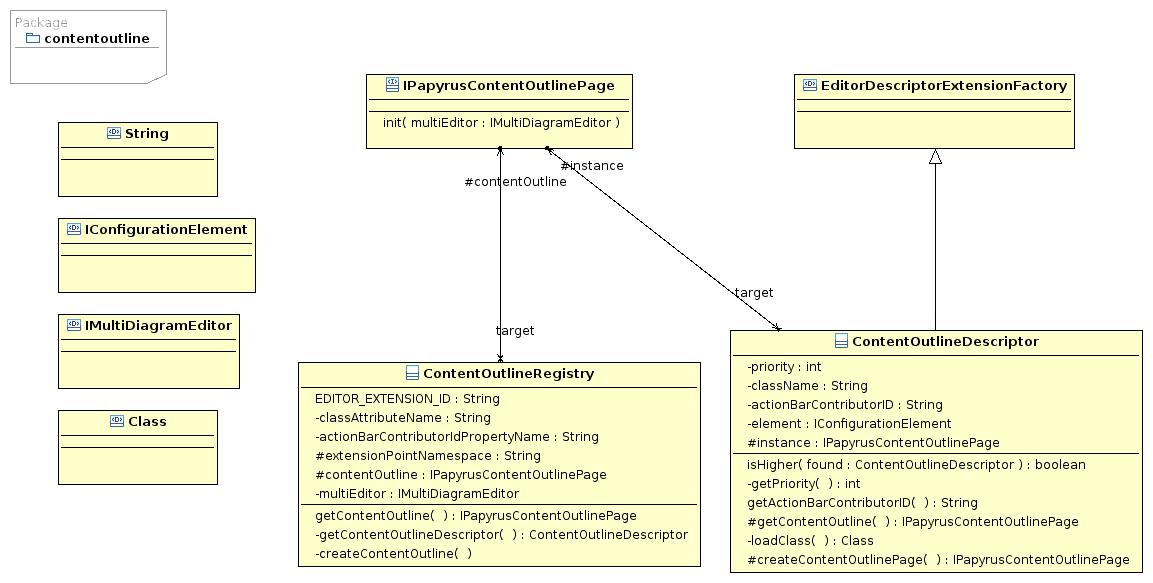 Package
contentoutline
String
IConfigurationElement
IMultiDiagramEditor
Class
IPapyrusContentOutlinePage
init( multiEditor : IMultiDiagramEditor )
EditorDescriptorExtensionFactory
#instance
#contentOutline
target
target
ContentOutlineRegistry
EDITOR_EXTENSION_ID : String
-classAttributeName : String
-actionBarContributorIdPropertyName : String
#extensionPointNamespace : String
#contentOutline : IPapyrusContentOutlinePage
-multiEditor : IMultiDiagramEditor
getContentOutline(  ) : IPapyrusContentOutlinePage
-getContentOutlineDescriptor(  ) : ContentOutlineDescriptor
-createContentOutline(  )
ContentOutlineDescriptor
-priority : int
-className : String
-actionBarContributorID : String
-element : IConfigurationElement
#instance : IPapyrusContentOutlinePage
isHigher( found : ContentOutlineDescriptor ) : boolean
-getPriority(  ) : int
getActionBarContributorID(  ) : String
#getContentOutline(  ) : IPapyrusContentOutlinePage
-loadClass(  ) : Class
#createContentOutlinePage(  ) : IPapyrusContentOutlinePage